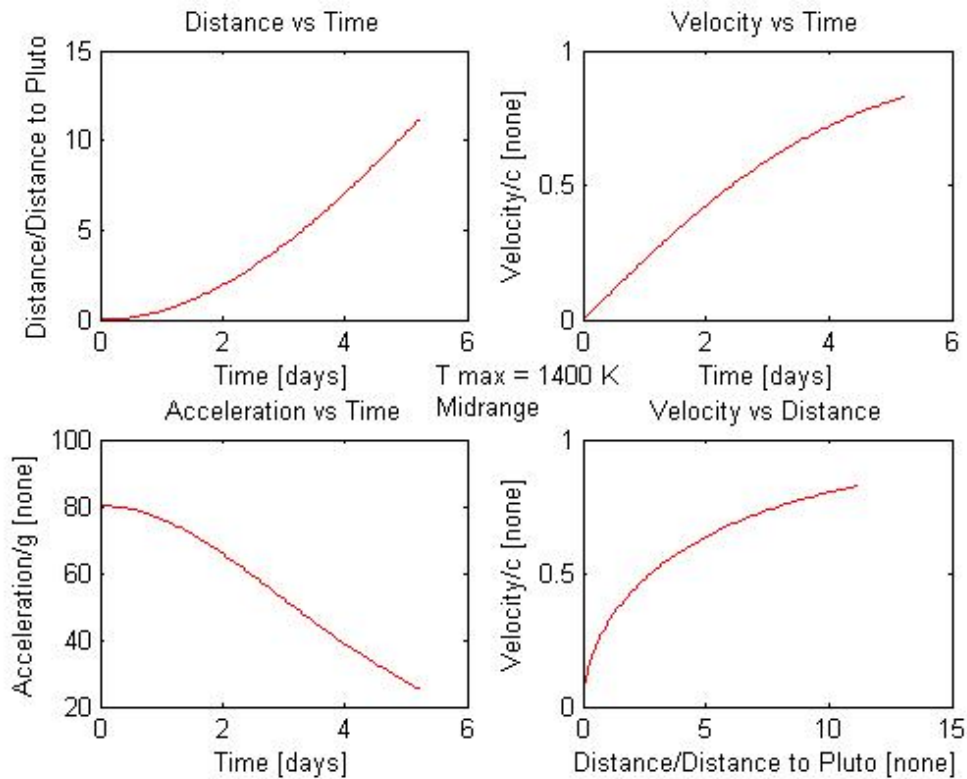 Distance vs Time
Distance/Distance to Pluto
15
10
5
0
0 2 4 6
Time [days]
Velocity vs Time
Velocity/c [none]
1
0.5
0
0 2 4 6
Time [days]
T max = 1400 K
Midrange
Acceleration vs Time
Acceleration/g [none]
100
80
60
40
20
0 2 4 6
Time [days]
Velocity vs Distance
Velocity/c [none]
1
0.5
0
0 5 10 15
Distance/Distance to Pluto [none]